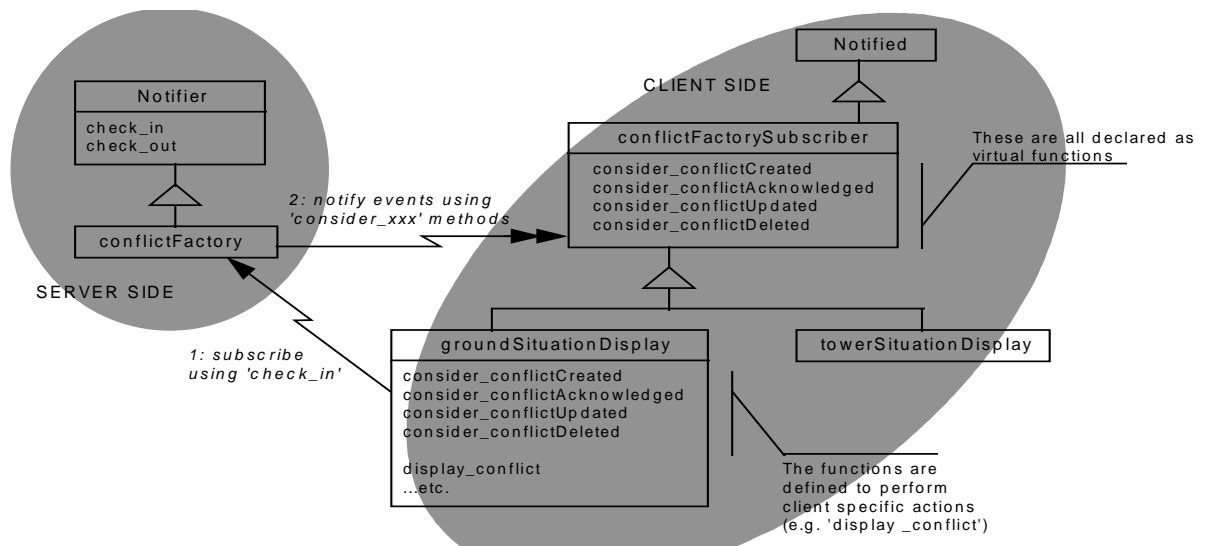 Notified
CLIENT SIDE
Notifier
check_in
check_out
conflictFactorySubscriber
consider_conflictCreated
consider_conflictAcknowledged
consider_conflictUpdated
consider_conflictDeleted
These are all declared as
virtual functions
2: notify events using
'consider_xxx' methods
conflictFactory
SERVER SIDE
1: subscribe
using 'check_in'
groundSituationDisplay
consider_conflictCreated
consider_conflictAcknowledged
consider_conflictUpdated
consider_conflictDeleted
display_conflict
...etc.
towerSituationDisplay
The functions are
defined to perform
client specific actions
(e.g. 'display _conflict')